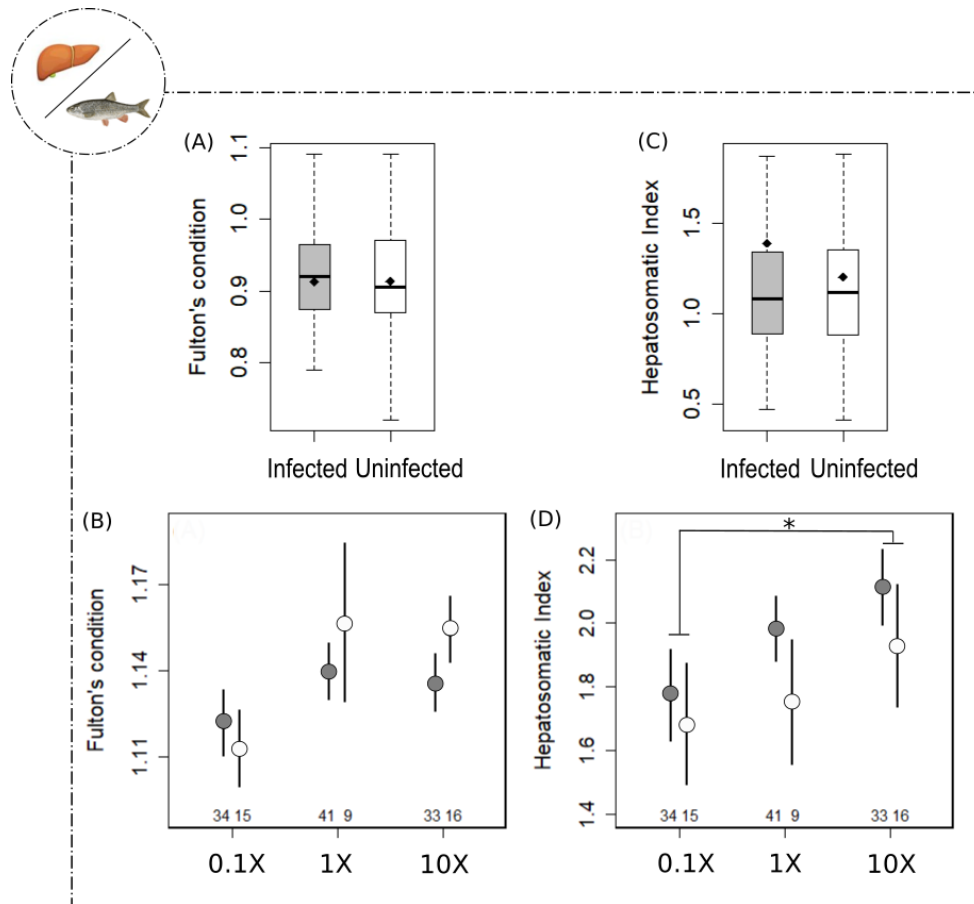 (A)
Fulton's condition
1.1
1.0
0.9
0.8
Infected Uninfected
(C)
Hepatosomatic Index
1.5
1.0
0.5
Infected Uninfected
(B)
(A)
Fulton's condition
1.17
1.14
1.11
34 15 41 9 33 16
0.1X 1X 10X
(D)
(B)
*
Hepatosomatic Index
2.2
2.0
1.8
1.6
1.4
34 15 41 9 33 16
0.1X 1X 10X